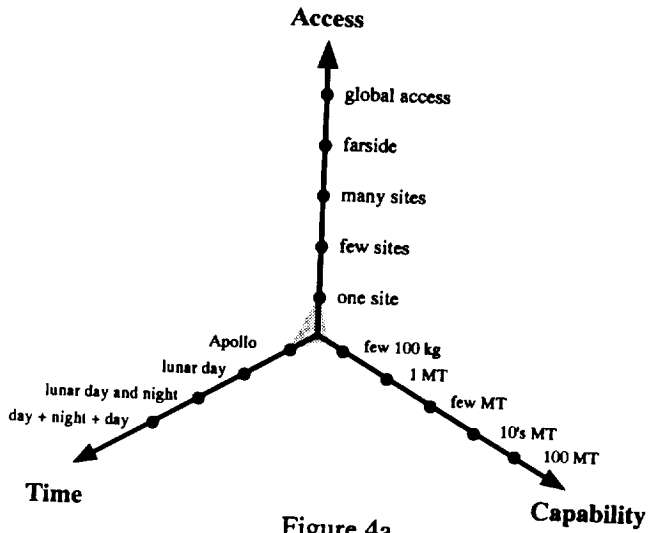 Access
global access
farside
many sites
few sites
one site
Apollo
few 100 kg
lunar day
1 MT
lunar day and night
few MT
day + night + day
10's MT
100 MT
Time
Capability
Figure 4a